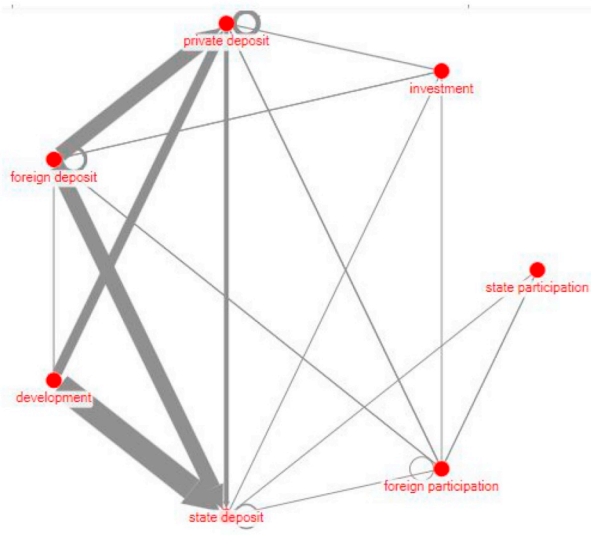 private deposit
investment
foreign deposit
state participation
development
foreign participation
state deposit